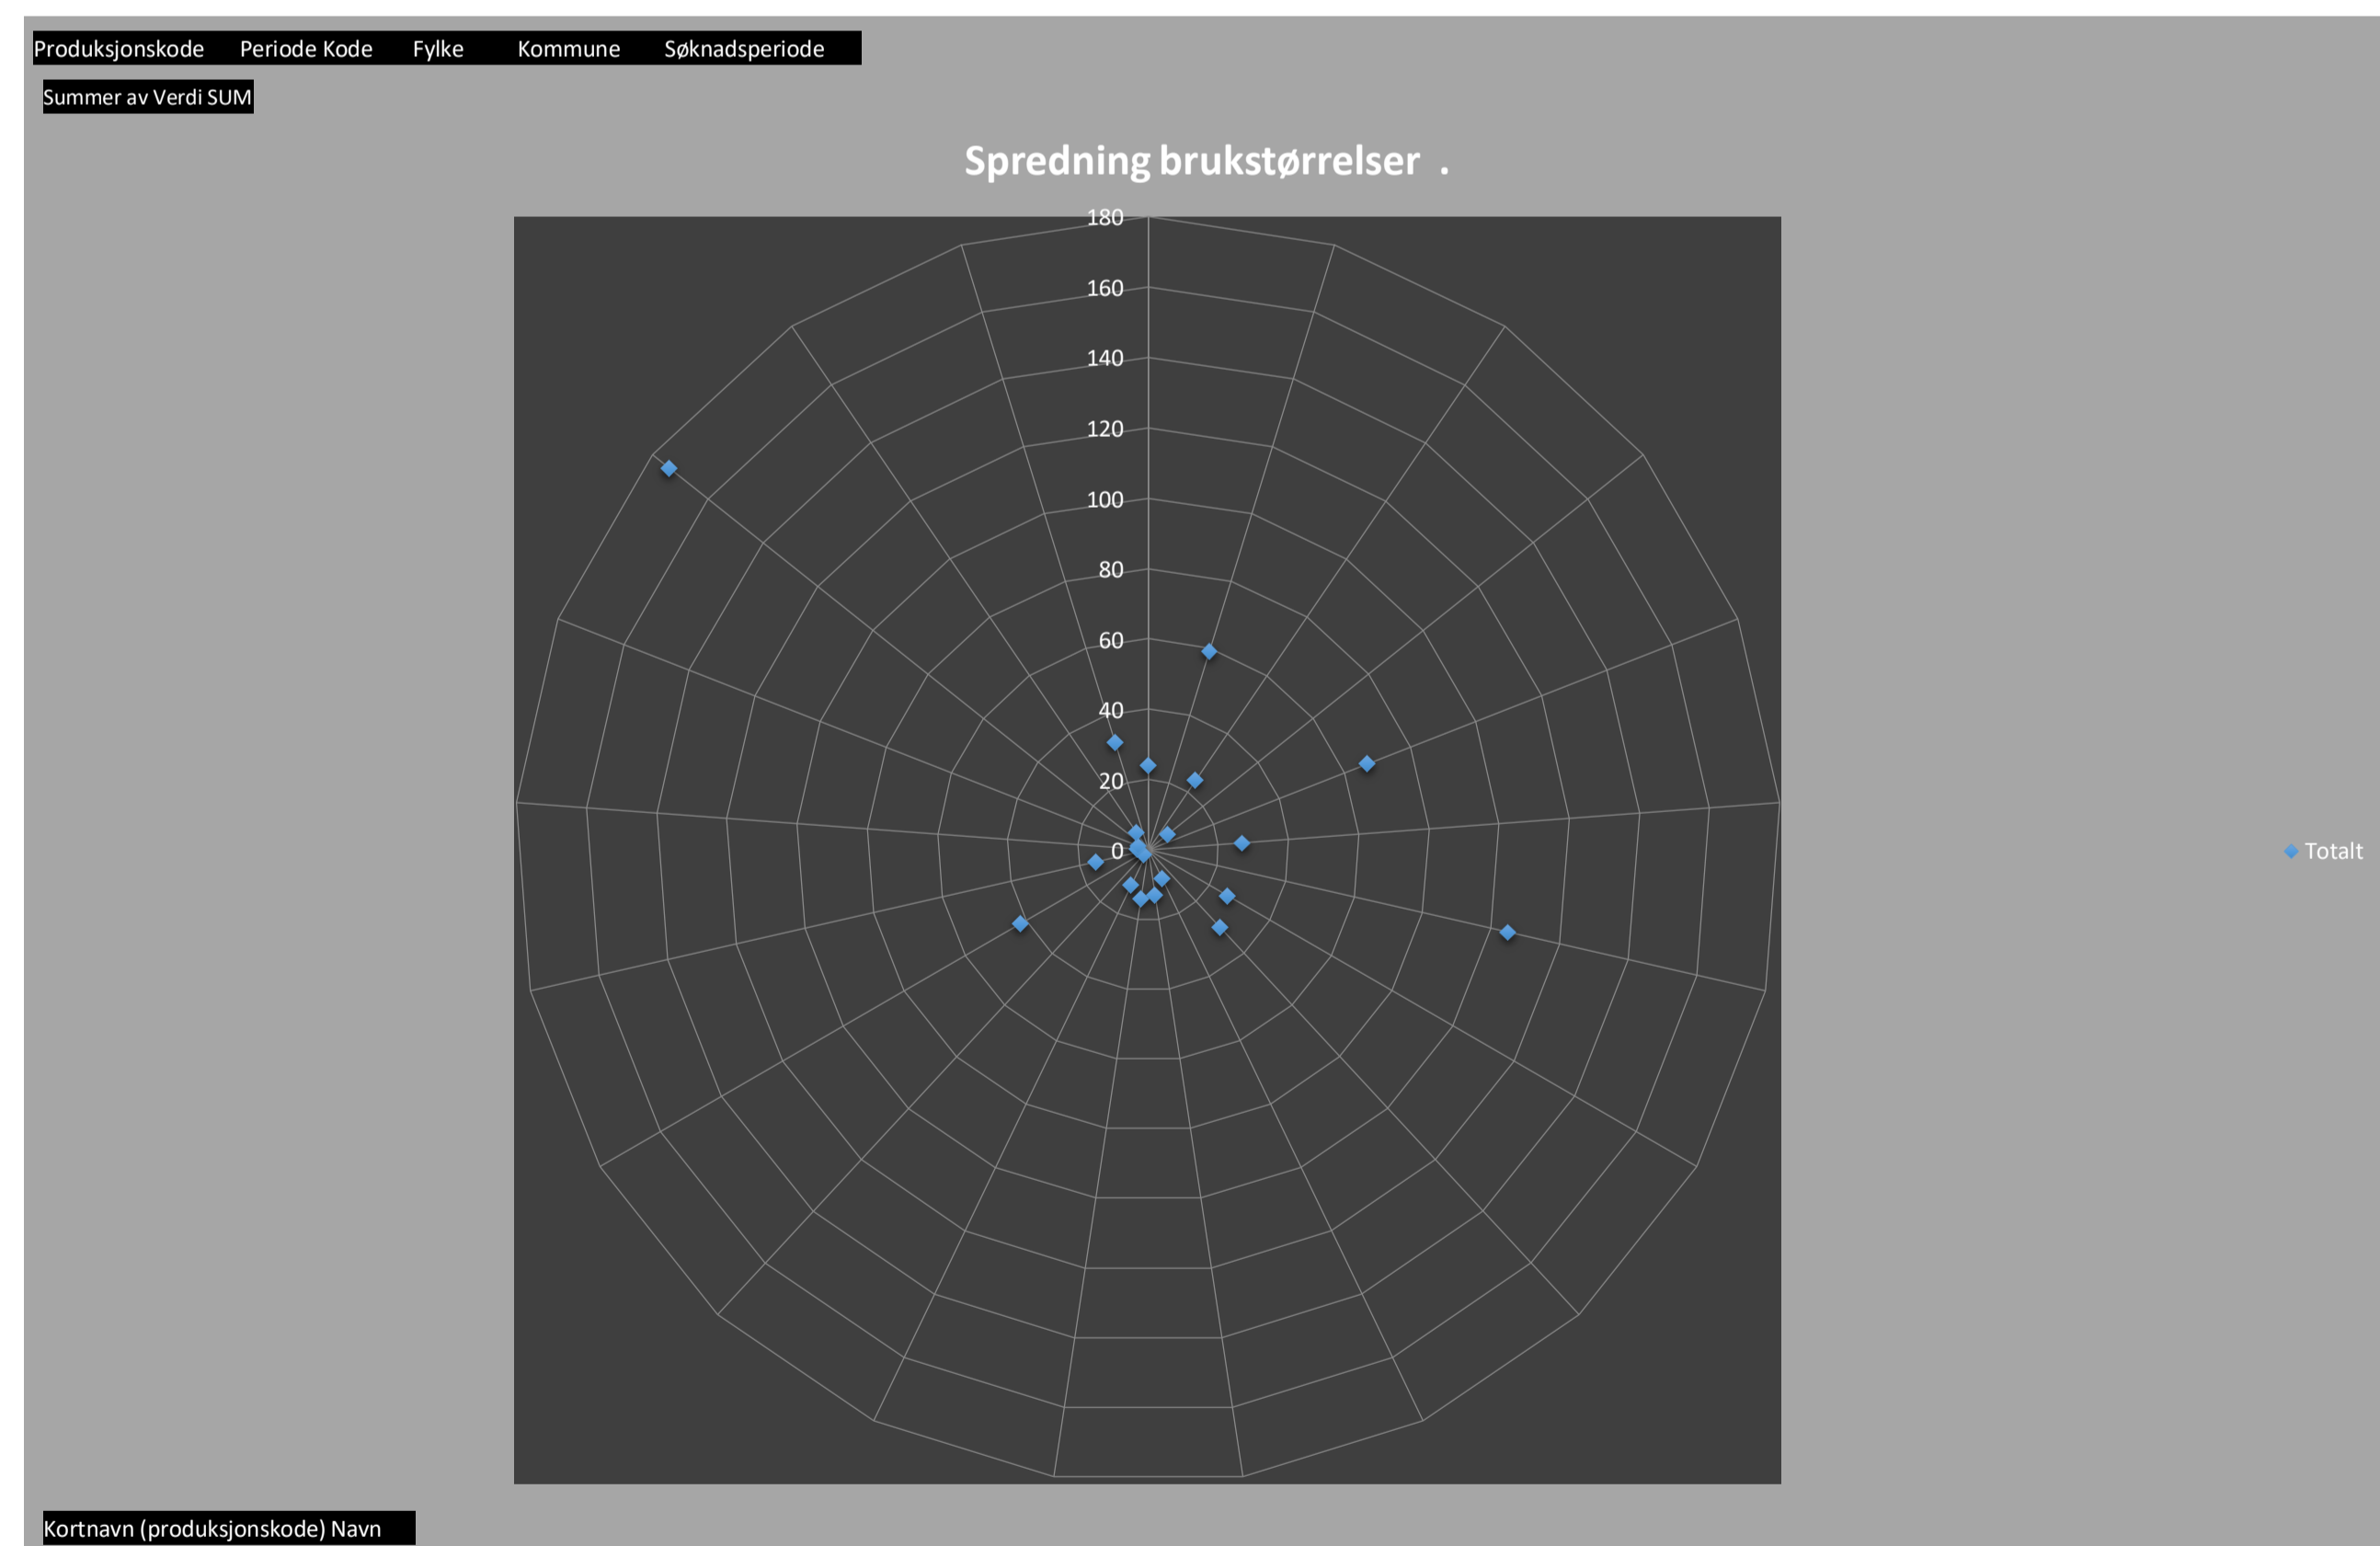 Produksjonskode Periode Kode Fylke Kommune Søknadsperiode
Summer av Verdi SUM
Spredning brukstørrelser .
180
160
140
120
100
80
60
40
20
0
Totalt
Kortnavn (produksjonskode) Navn